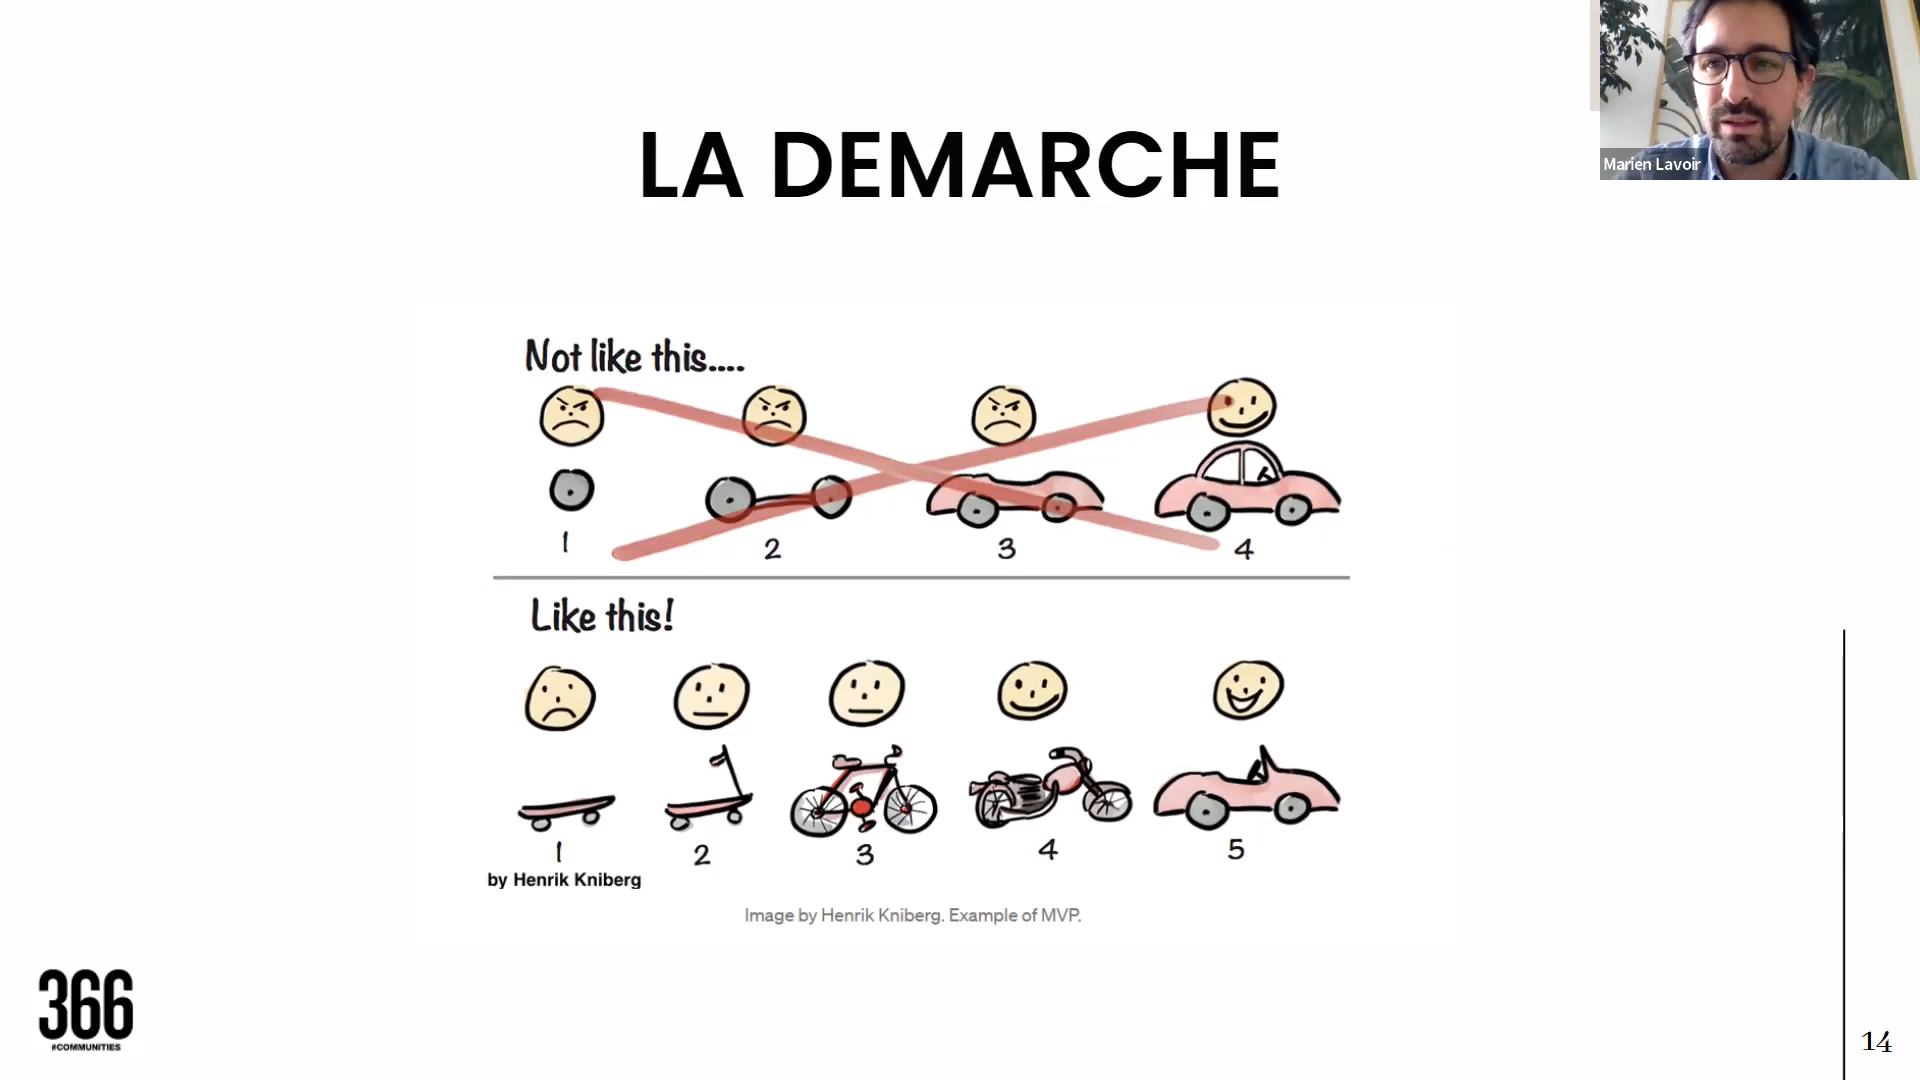 LA DEMARCHE
Marien Lavoir
Not like this....
1 2 3 4
Like this!
1 2 3 4 5
by Henrik Kniberg
Image by Henrik Kniberg. Example of MVP.
366
#COMMUNITIES
14